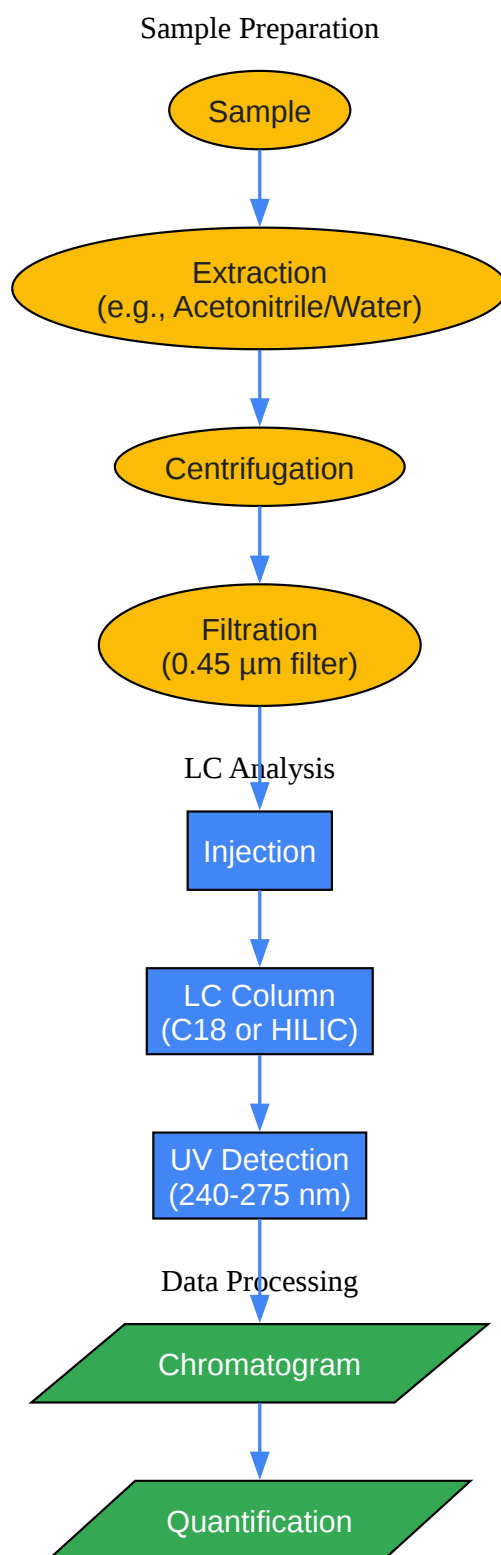 Sample Preparation
Sample
Extraction
(e.g., Acetonitrile/Water)
Centrifugation
Filtration
(0.45 µm filter)
LC Analysis
Injection
LC Column
(C18 or HILIC)
UV Detection
(240-275 nm)
Data Processing
Chromatogram
Quantification